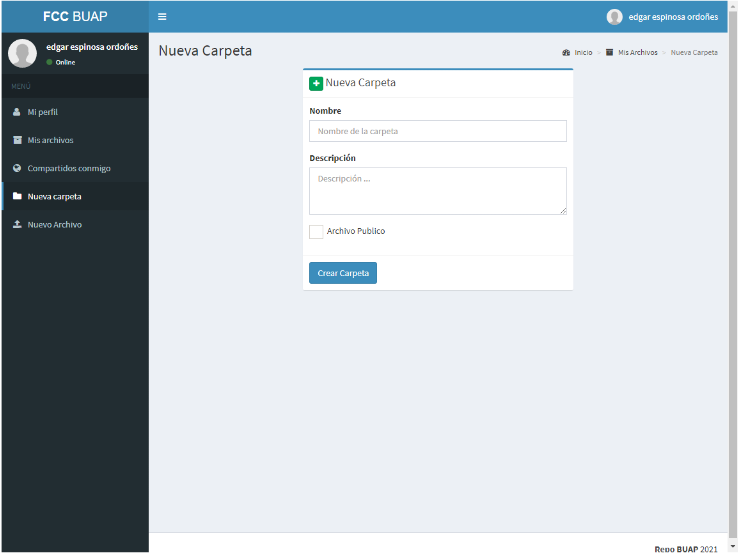 FCC BUAP
edgar espinosa ordoñes
edgar espinosa ordoñes
Online
MENÚ
Mi perfil
Mis archivos
Compartidos conmigo
Nueva carpeta
Nuevo Archivo
Nueva Carpeta
Inicio > Mis Archivos > Nueva Carpeta
Nueva Carpeta
Nombre
Nombre de la carpeta
Descripción
Descripción ...
Archivo Publico
Crear Carpeta
Repo BUAP 2021